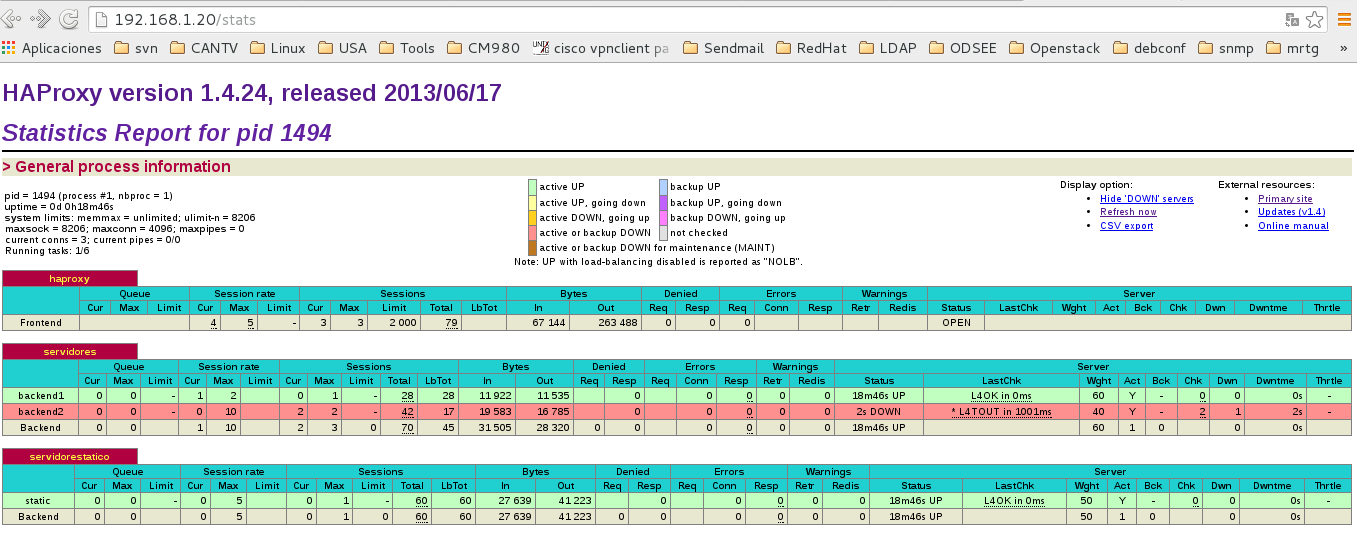 192.168.1.20/stats
Aplicaciones svn CANTV Linux USA Tools CM980 cisco vpnclient pa Sendmail RedHat LDAP ODSEE Openstack debconf snmp mrtg »
HAProxy version 1.4.24, released 2013/06/17
Statistics Report for pid 1494
> General process information
pid = 1494 (process #1, nbproc = 1)
uptime = 0d 0h18m46s
system limits: memmax = unlimited; ulimit-n = 8206
maxsock = 8206; maxconn = 4096; maxpipes = 0
current conns = 3; current pipes = 0/0
Running tasks: 1/6
active UP backup UP
active UP, going down backup UP, going down
active DOWN, going up backup DOWN, going up
active or backup DOWN not checked
active or backup DOWN for maintenance (MAINT)
Note: UP with load-balancing disabled is reported as "NOLB".
Display option:
• Hide 'DOWN' servers
• Refresh now
• CSV export
External resources:
• Primary site
• Updates (v1.4)
• Online manual
haproxy
Queue Session rate Sessions Bytes Denied Errors Warnings Server
Cur Max Limit Cur Max Limit Cur Max Limit Total LbTot In Out Req Resp Req Conn Resp Retr Redis Status LastChk Wght Act Bck Chk Dwn Dwntme Thrtle
Frontend 4 5 - 3 3 2 000 79 67 144 263 488 0 0 0 OPEN
servidores
Queue Session rate Sessions Bytes Denied Errors Warnings Server
Cur Max Limit Cur Max Limit Cur Max Limit Total LbTot In Out Req Resp Req Conn Resp Retr Redis Status LastChk Wght Act Bck Chk Dwn Dwntme Thrtle
backend1 0 0 - 1 2 0 1 - 28 28 11 922 11 535 0 0 0 0 0 18m46s UP L4OK in 0ms 60 Y - 0 0 0s -
backend2 0 0 - 0 10 2 2 - 42 17 19 583 16 785 0 0 0 0 0 2s DOWN * L4TOUT in 1001ms 40 Y - 2 1 2s -
Backend 0 0 1 10 2 3 0 70 45 31 505 28 320 0 0 0 0 0 0 18m46s UP 60 1 0 0 0s
servidorestatico
Queue Session rate Sessions Bytes Denied Errors Warnings Server
Cur Max Limit Cur Max Limit Cur Max Limit Total LbTot In Out Req Resp Req Conn Resp Retr Redis Status LastChk Wght Act Bck Chk Dwn Dwntme Thrtle
static 0 0 - 0 5 0 1 - 60 60 27 639 41 223 0 0 0 0 0 18m46s UP L4OK in 0ms 50 Y - 0 0 0s -
Backend 0 0 0 5 0 1 0 60 60 27 639 41 223 0 0 0 0 0 0 18m46s UP 50 1 0 0 0s